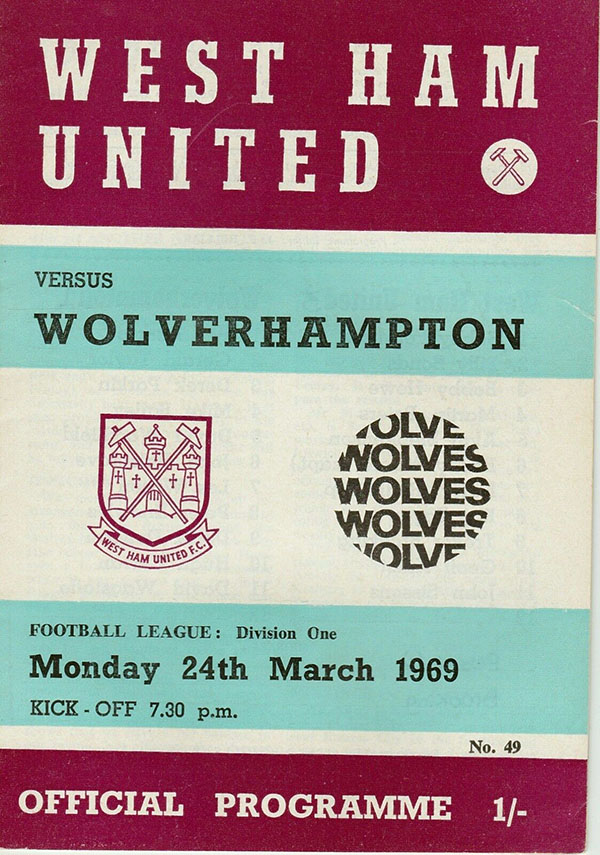 WEST HAM
UNITED
VERSUS
WOLVERHAMPTON
WEST HAM UNITED F.C.
WOLVE
WOLVES
WOLVES
WOLVES
WOLVE
FOOTBALL LEAGUE: Division One
Monday 24th March 1969
KICK - OFF 7.30 p.m.
No. 49
OFFICIAL PROGRAMME 1/-